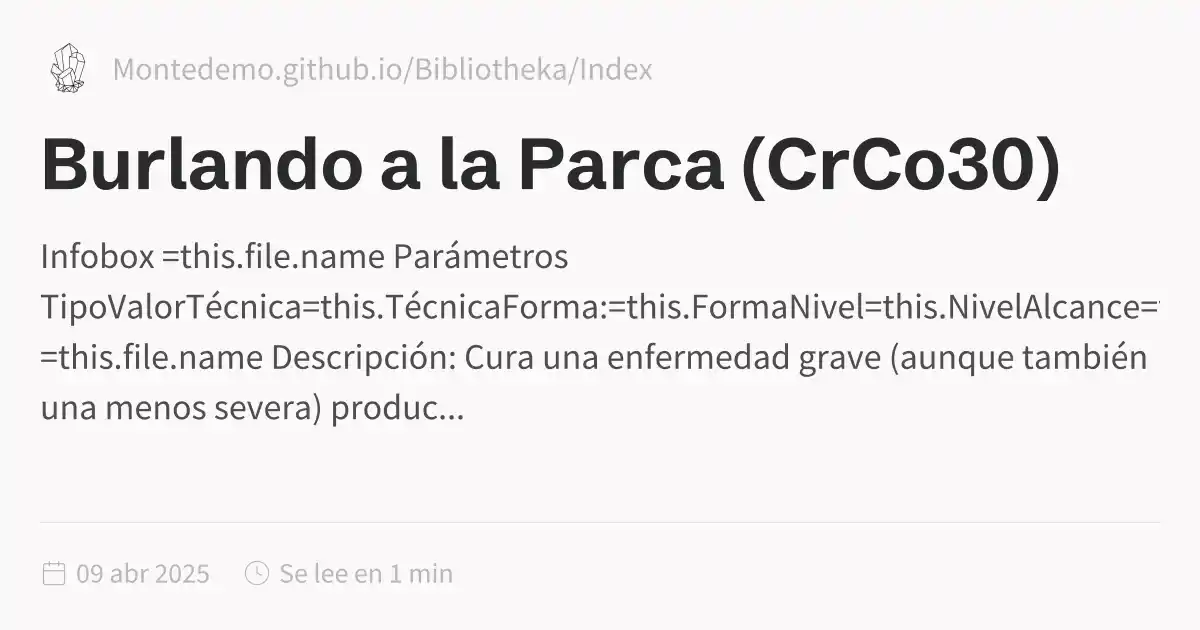 Montedemo.github.io/Bibliotheka/Index
Burlando a la Parca (CrCo30)
Infobox =this.file.name Parámetros
TipoValorTécnica=this.TécnicaForma:=this.FormaNivel=this.NivelAlcance=
=this.file.name Descripción: Cura una enfermedad grave (aunque también
una menos severa) produc...
09 abr 2025 Se lee en 1 min